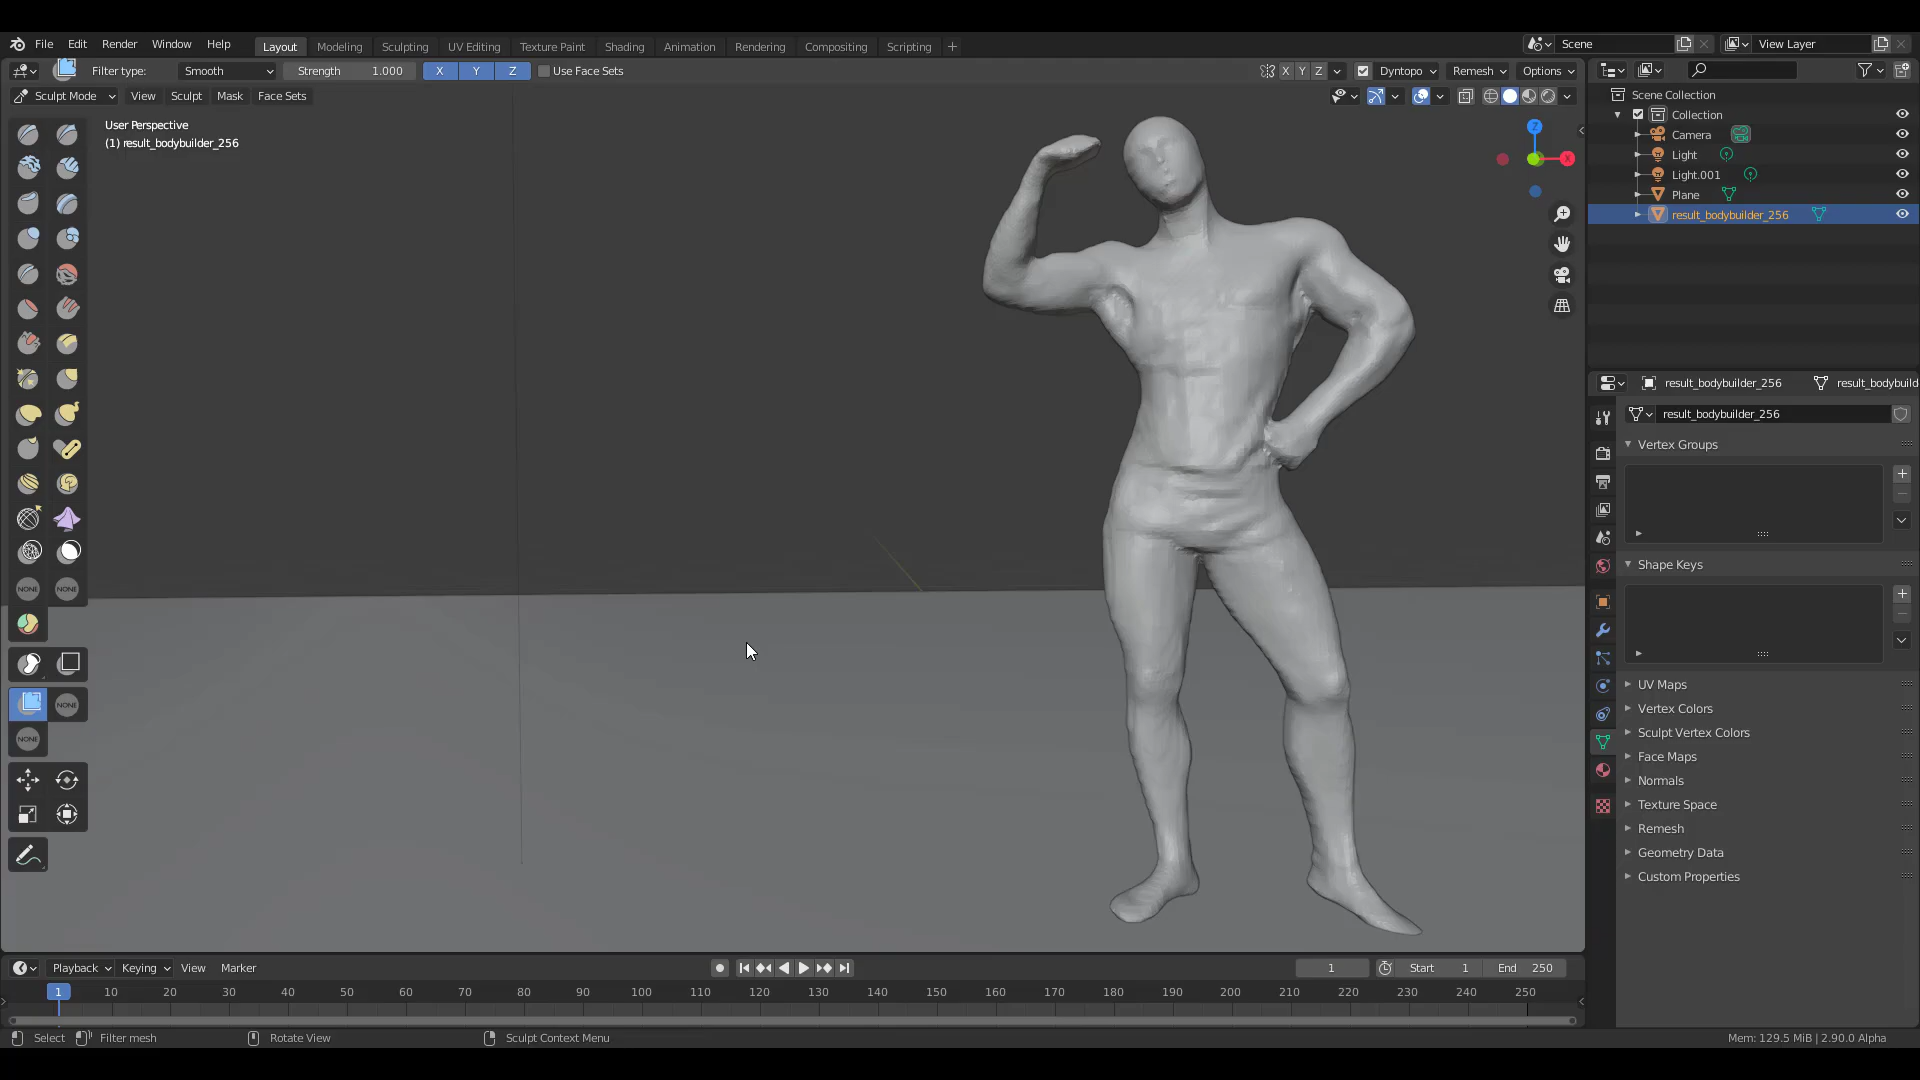 File Edit Render Window Help Layout Modeling Sculpting UV Editing Texture Paint Shading Animation Rendering Compositing Scripting + Scene View Layer
Filter type: Smooth Strength 1.000 X Y Z Use Face Sets X Y Z Dyntopo Remesh Options
Sculpt Mode View Sculpt Mask Face Sets
User Perspective
(1) result_bodybuilder_256
Z
X
NONE NONE
NONE
NONE
Scene Collection
Collection
Camera
Light
Light.001
Plane
result_bodybuilder_256
result_bodybuilder_256 result_bodybuild
result_bodybuilder_256
Vertex Groups
Shape Keys
UV Maps
Vertex Colors
Sculpt Vertex Colors
Face Maps
Normals
Texture Space
Remesh
Geometry Data
Custom Properties
Playback Keying View Marker 1 Start 1 End 250
1 10 20 30 40 50 60 70 80 90 100 110 120 130 140 150 160 170 180 190 200 210 220 230 240 250
Select Filter mesh Rotate View Sculpt Context Menu Mem: 129.5 MiB | 2.90.0 Alpha